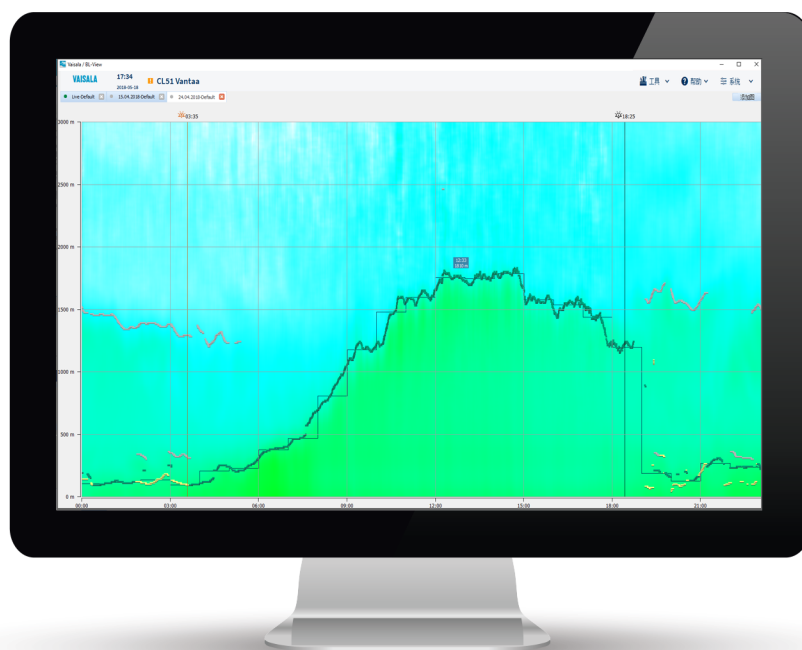 Vaisala / BL-View
VAISALA 17:34 CL51 Vantaa 工具 帮助 系统
2018-05-18
Live-Default 15.04.2018-Default 24.04.2018-Default
03:35 18:25
3000 m
2500 m
2000 m
1500 m
1000 m
500 m
0 m
00:00 03:00 06:00 09:00 12:00 15:00 18:00 21:00